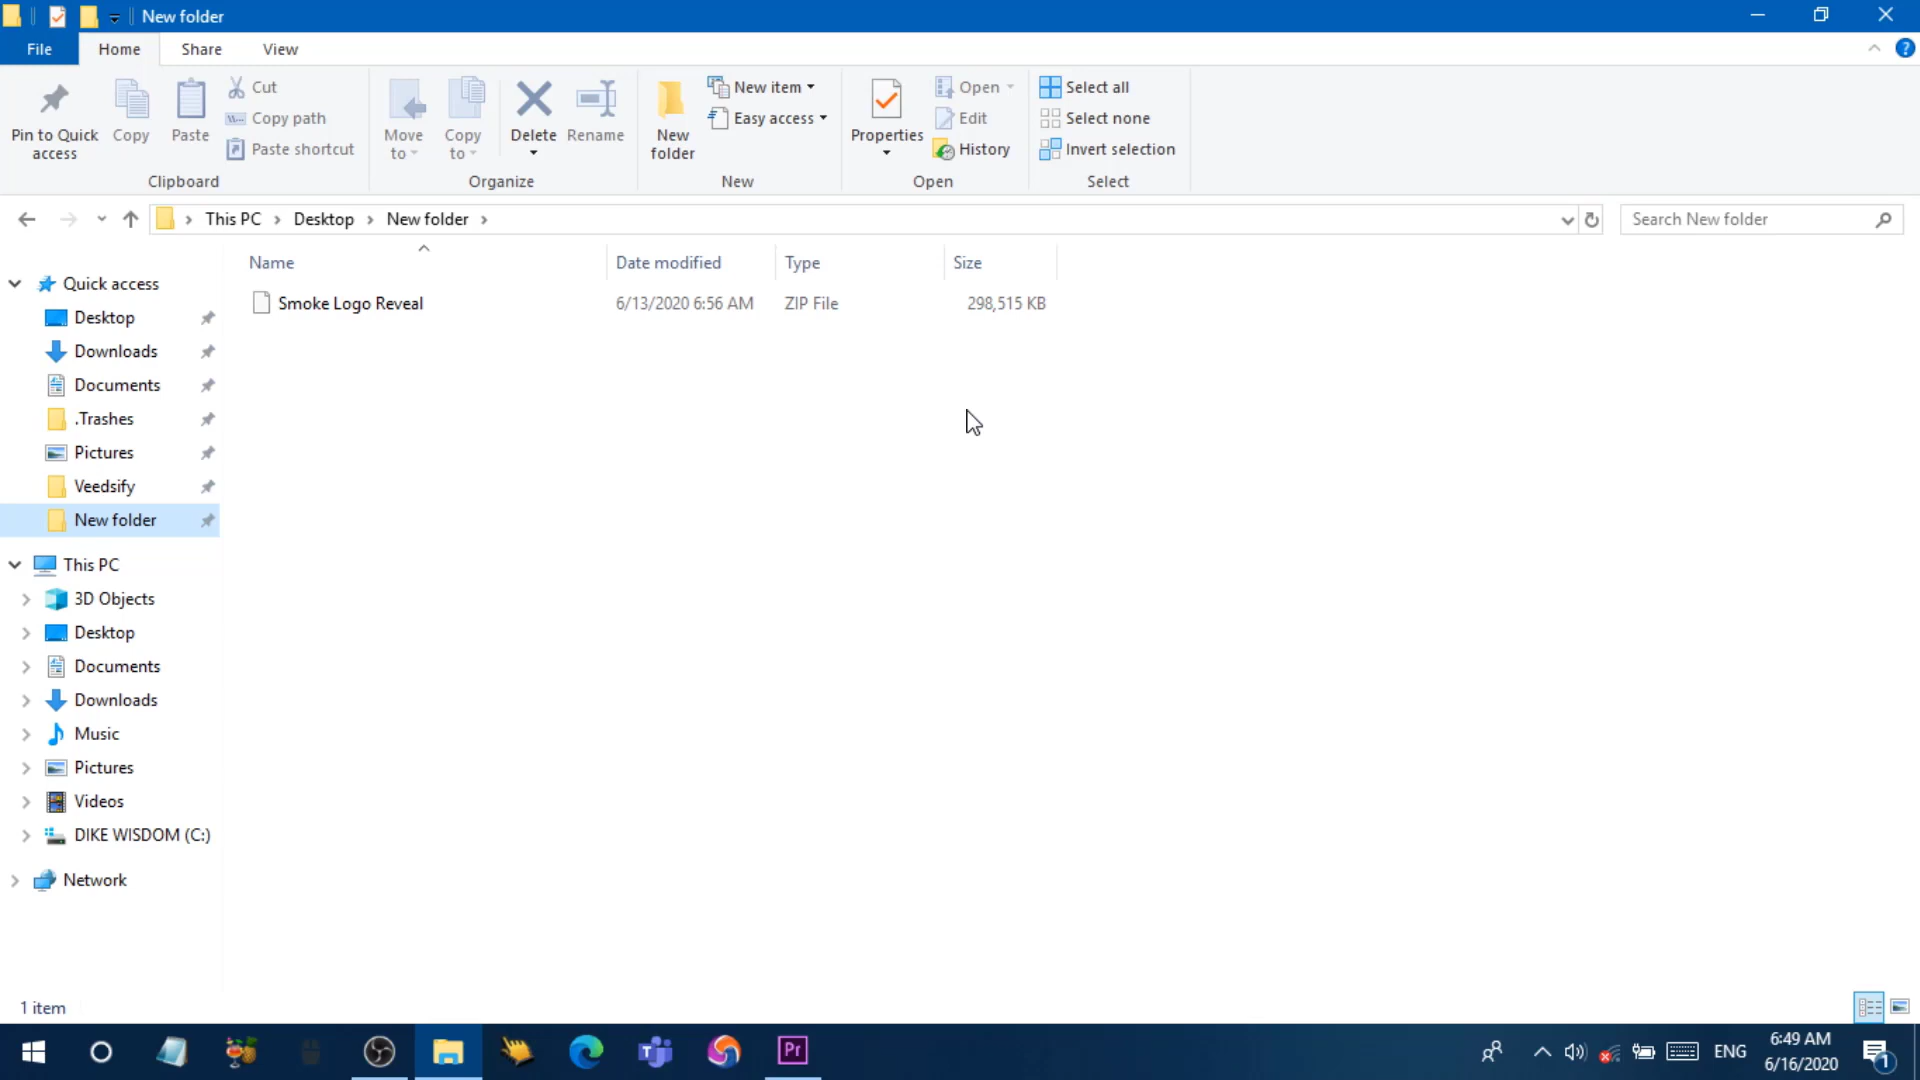 New folder
File Home Share View
Pin to Quick access
Copy
Paste
Cut
Copy path
Paste shortcut
Clipboard
Move to
Copy to
Delete
Rename
Organize
New folder
New item
Easy access
New
Properties
Open
Edit
History
Open
Select all
Select none
Invert selection
Select
This PC Desktop New folder
Search New folder
Name Date modified Type Size
Smoke Logo Reveal 6/13/2020 6:56 AM ZIP File 298,515 KB
Quick access
Desktop
Downloads
Documents
.Trashes
Pictures
Veedsify
New folder
This PC
3D Objects
Desktop
Documents
Downloads
Music
Pictures
Videos
DIKE WISDOM (C:)
Network
1 item
Pr
ENG
6:49 AM
6/16/2020
1